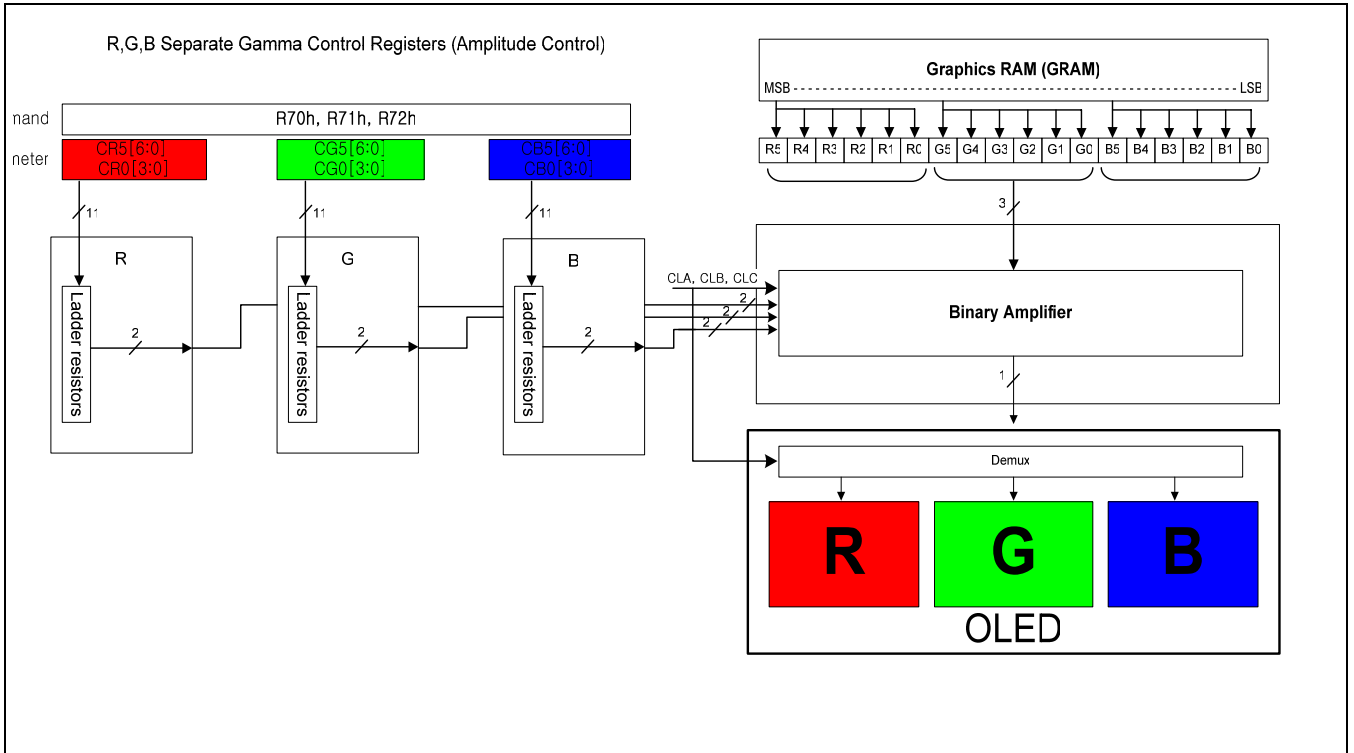 R,G,B Separate Gamma Control Registers (Amplitude Control)
Graphics RAM (GRAM)
MSB LSB
mand
R70h, R71h, R72h
meter
CR5[6:0]
CR0[3:0]
CG5[6:0]
CG0[3:0]
CB5[6:0]
CB0[3:0]
R5 R4 R3 R2 R1 R0 G5 G4 G3 G2 G1 G0 B5 B4 B3 B2 B1 B0
11 11 11
3
R
G
B
Ladder resistors
2
Ladder resistors
2
Ladder resistors
2
CLA, CLB, CLC
2
2
2
Binary Amplifier
1
Demux
R
G
B
OLED